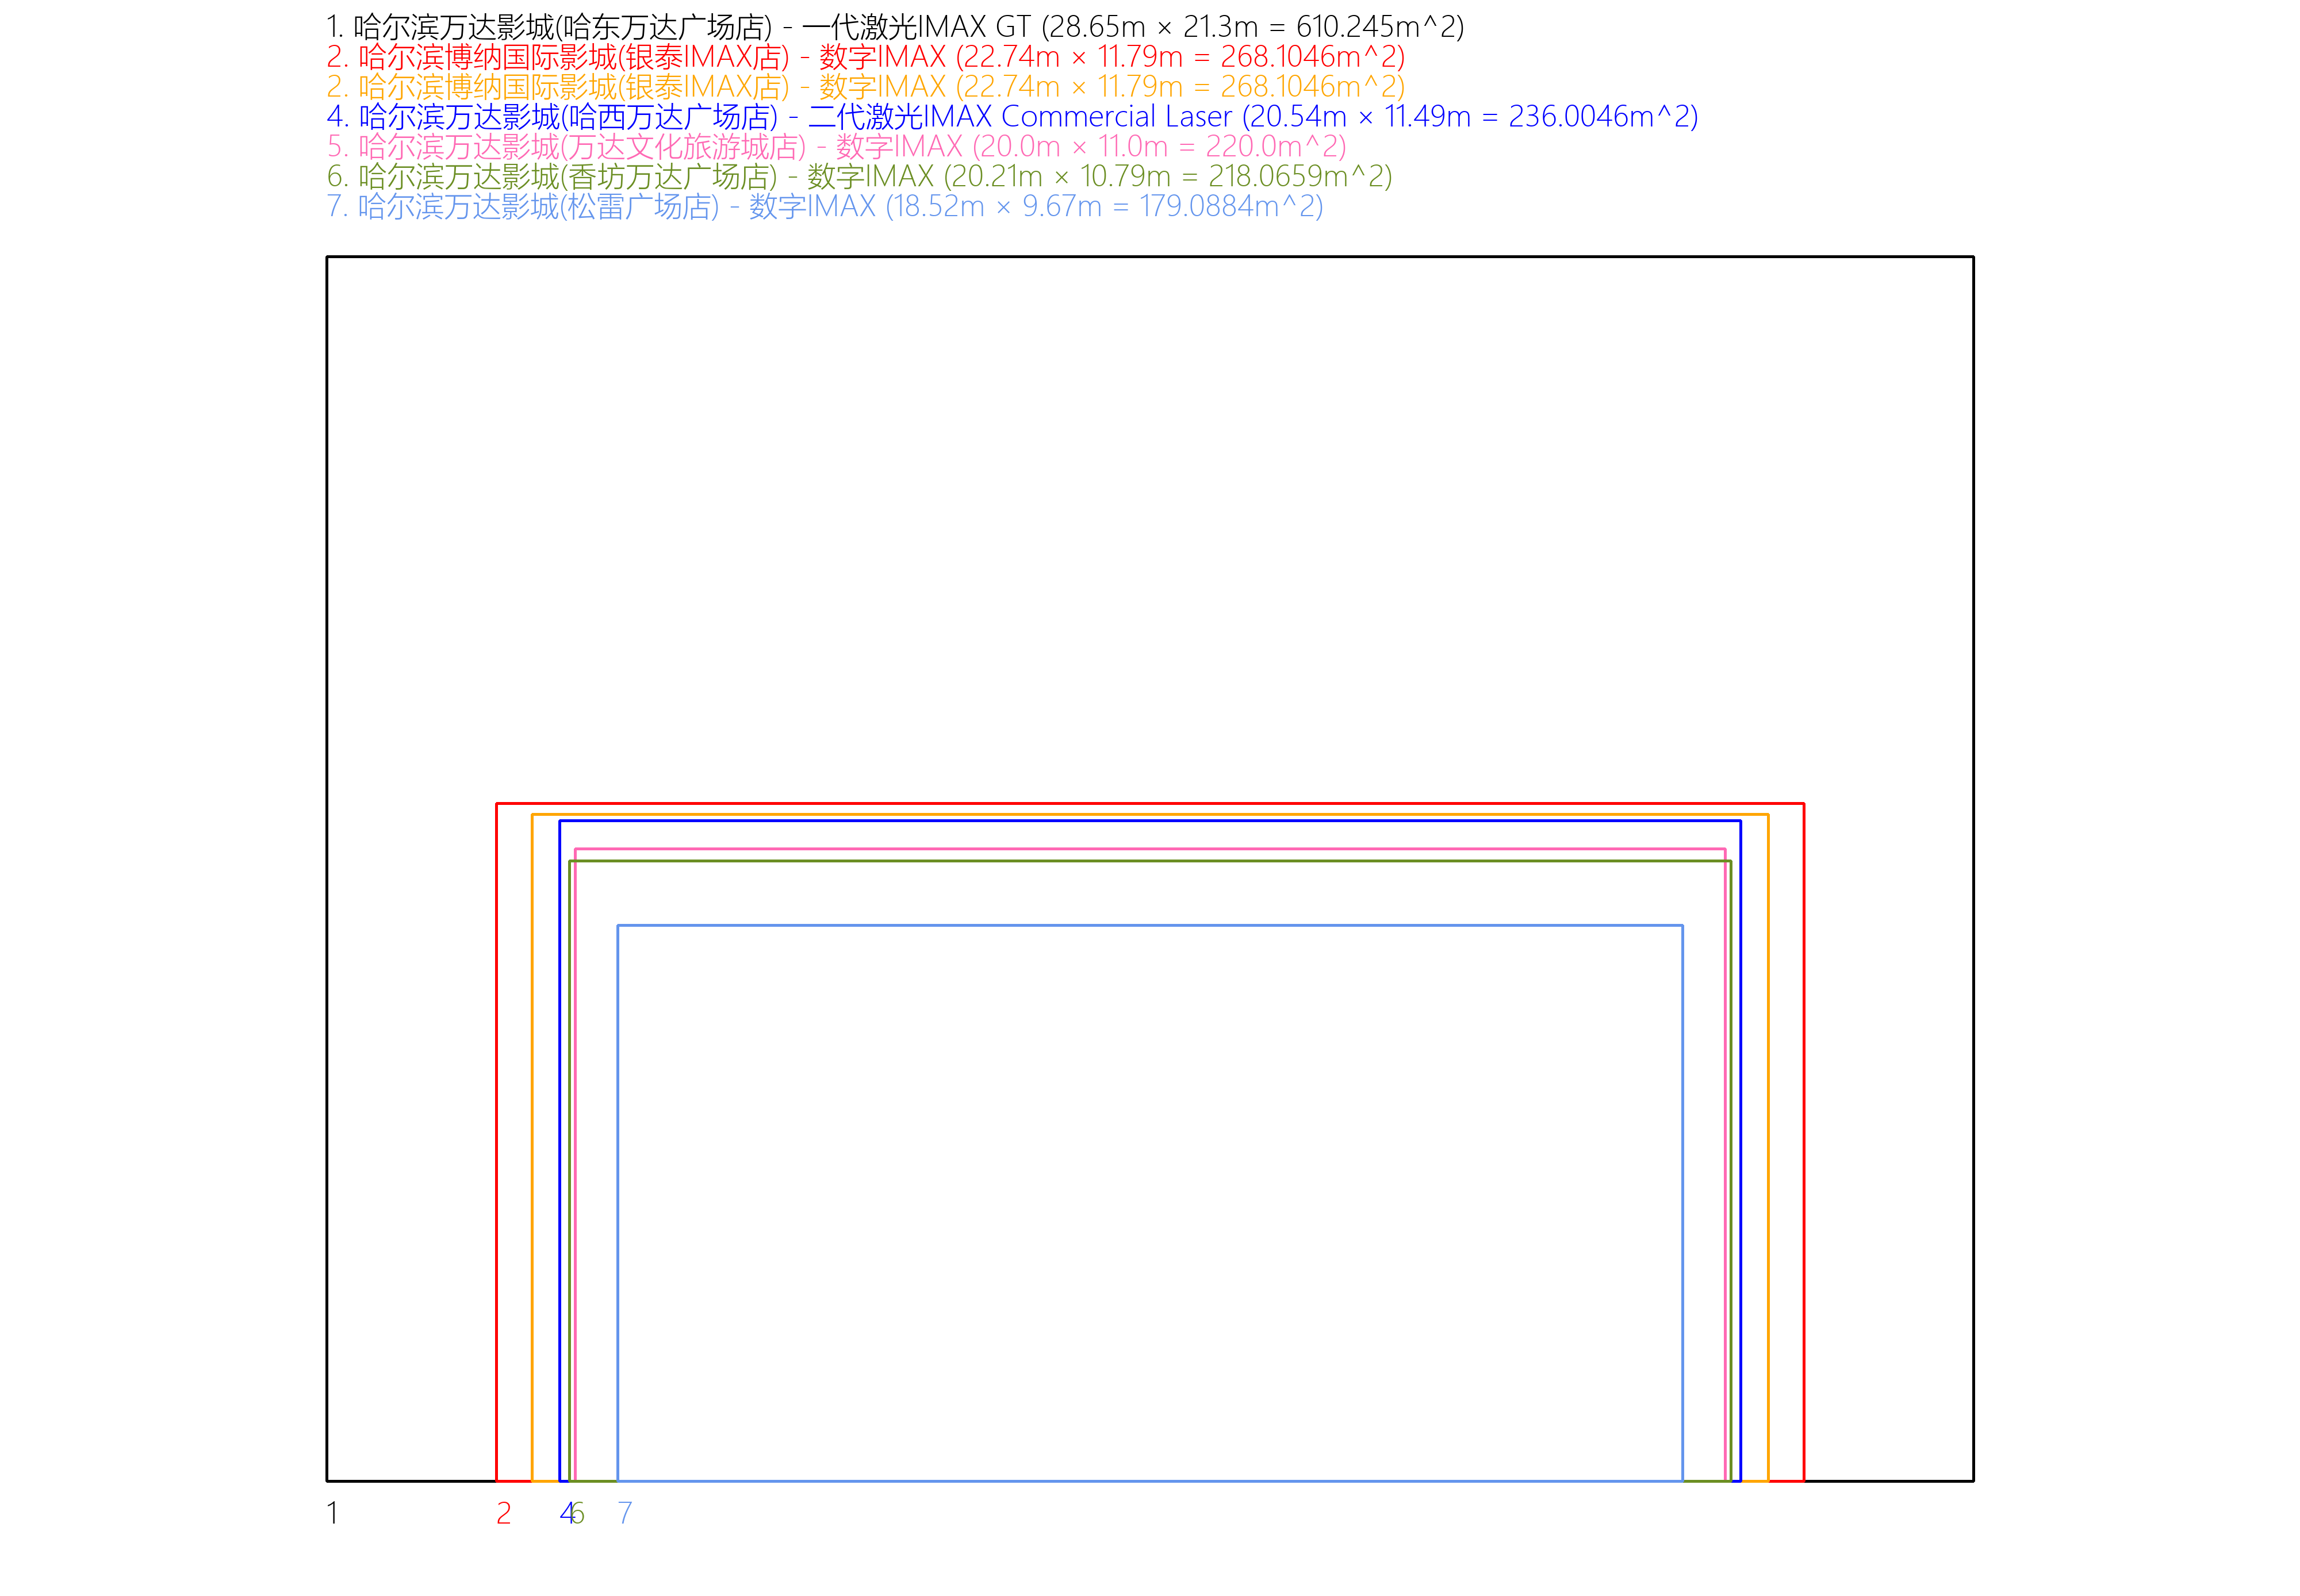 1. 哈尔滨万达影城(哈东万达广场店) - 一代激光IMAX GT (28.65m × 21.3m = 610.245m^2)
2. 哈尔滨博纳国际影城(银泰IMAX店) - 数字IMAX (22.74m × 11.79m = 268.1046m^2)
2. 哈尔滨博纳国际影城(银泰IMAX店) - 数字IMAX (22.74m × 11.79m = 268.1046m^2)
4. 哈尔滨万达影城(哈西万达广场店) - 二代激光IMAX Commercial Laser (20.54m × 11.49m = 236.0046m^2)
5. 哈尔滨万达影城(万达文化旅游城店) - 数字IMAX (20.0m × 11.0m = 220.0m^2)
6. 哈尔滨万达影城(香坊万达广场店) - 数字IMAX (20.21m × 10.79m = 218.0659m^2)
7. 哈尔滨万达影城(松雷广场店) - 数字IMAX (18.52m × 9.67m = 179.0884m^2)
1 2 4 6 7